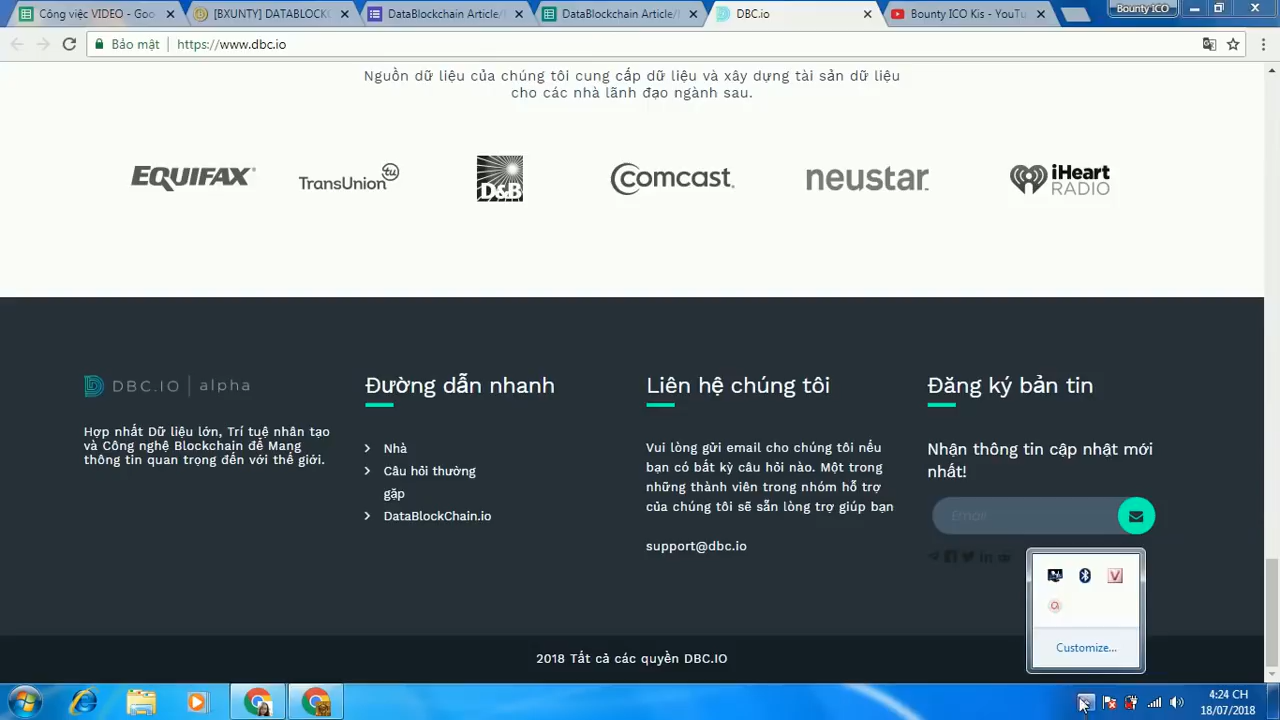 Công việc VIDEO - Goo
[BXUNTY] DATABLOCK
DataBlockchain Article/
DataBlockchain Article/
DBC.io
Bounty ICO Kis - YouTu
Bounty ICO
Bảo mật
https://www.dbc.io
Nguồn dữ liệu của chúng tôi cung cấp dữ liệu và xây dựng tài sản dữ liệu
cho các nhà lãnh đạo ngành sau.
EQUIFAX
TransUnion tu
D&B
Comcast.
neustar.
iHeart
RADIO
DBC.IO | alpha
Hợp nhất Dữ liệu lớn, Trí tuệ nhân tạo
và Công nghệ Blockchain để Mang
thông tin quan trọng đến với thế giới.
Đường dẫn nhanh
Nhà
Câu hỏi thường
gặp
DataBlockChain.io
Liên hệ chúng tôi
Vui lòng gửi email cho chúng tôi nếu
bạn có bất kỳ câu hỏi nào. Một trong
những thành viên trong nhóm hỗ trợ
của chúng tôi sẽ sẵn lòng trợ giúp bạn
support@dbc.io
Đăng ký bản tin
Nhận thông tin cập nhật mới
nhất!
Email
Customize...
2018 Tất cả các quyền DBC.IO
4:24 CH
18/07/2018